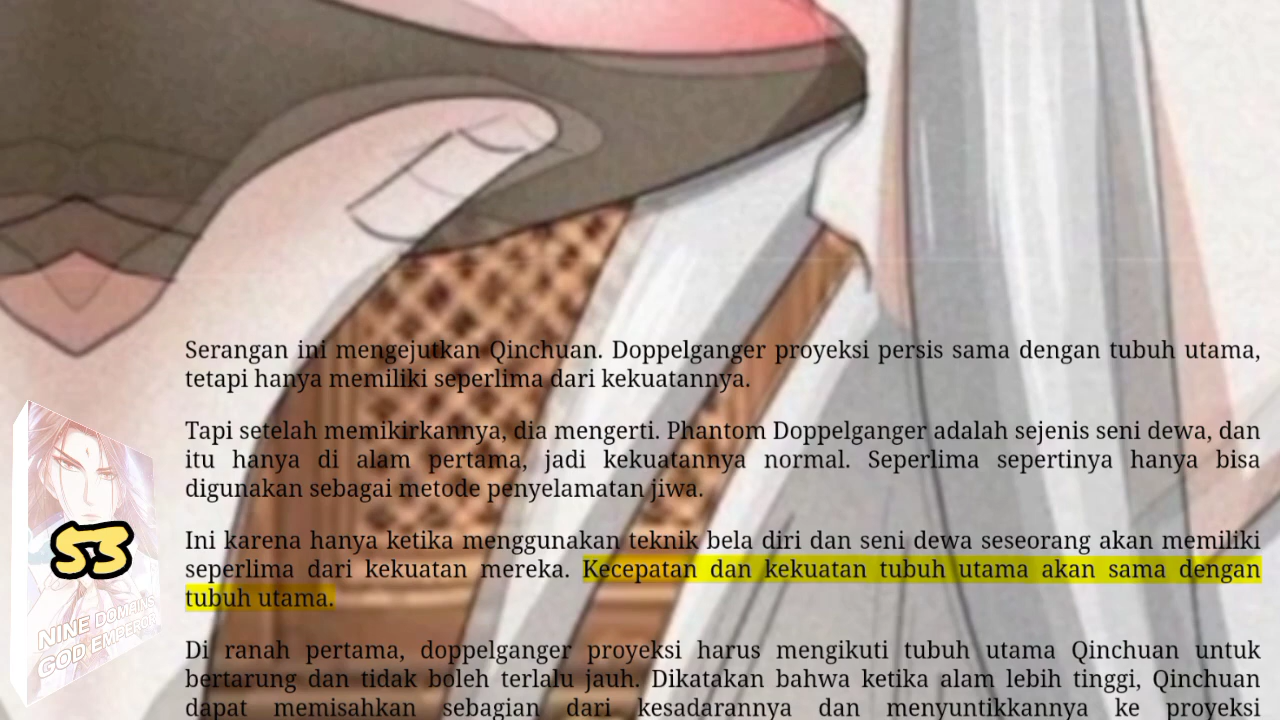 Serangan ini mengejutkan Qinchuan. Doppelganger proyeksi persis sama dengan tubuh utama,
tetapi hanya memiliki seperlima dari kekuatannya.
Tapi setelah memikirkannya, dia mengerti. Phantom Doppelganger adalah sejenis seni dewa, dan
itu hanya di alam pertama, jadi kekuatannya normal. Seperlima sepertinya hanya bisa
digunakan sebagai metode penyelamatan jiwa.
Ini karena hanya ketika menggunakan teknik bela diri dan seni dewa seseorang akan memiliki
seperlima dari kekuatan mereka. Kecepatan dan kekuatan tubuh utama akan sama dengan
tubuh utama.
Di ranah pertama, doppelganger proyeksi harus mengikuti tubuh utama Qinchuan untuk
bertarung dan tidak boleh terlalu jauh. Dikatakan bahwa ketika alam lebih tinggi, Qinchuan
dapat memisahkan sebagian dari kesadarannya dan menyuntikkannya ke proyeksi
53
NINE DOMAINS
GOD EMPEROR